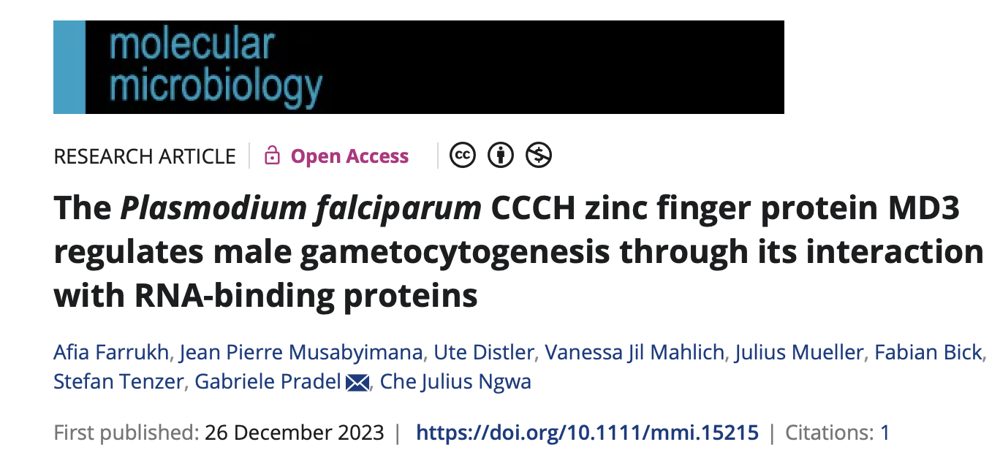 molecular
microbiology
RESEARCH ARTICLE Open Access cc
The Plasmodium falciparum CCCH zinc finger protein MD3
regulates male gametocytogenesis through its interaction
with RNA-binding proteins
Afia Farrukh, Jean Pierre Musabyimana, Ute Distler, Vanessa Jil Mahlich, Julius Mueller, Fabian Bick,
Stefan Tenzer, Gabriele Pradel, Che Julius Ngwa
First published: 26 December 2023 | https://doi.org/10.1111/mmi.15215 | Citations: 1